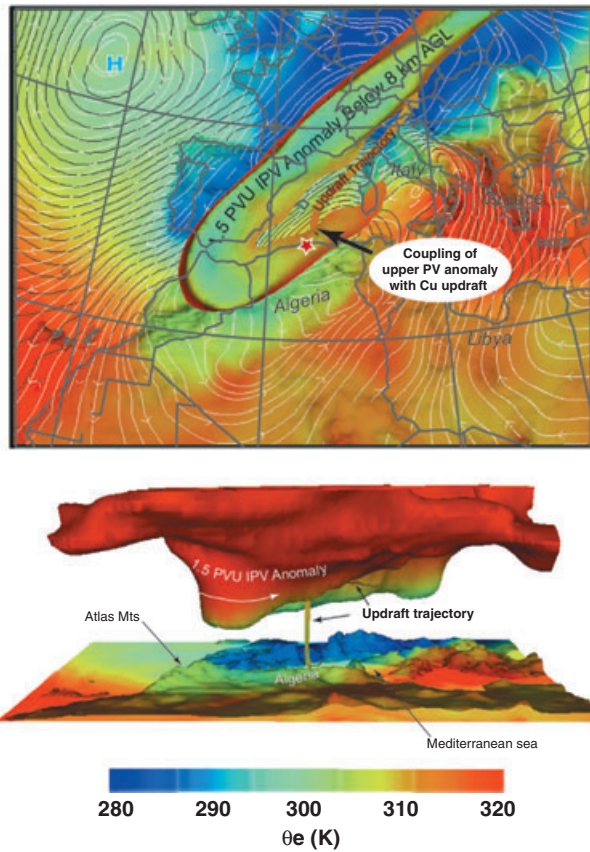 H
1.5 PVU IPV Anomaly Below 8 km AGL
Updraft Trajectory
Italy
Greece
Coupling of
upper PV anomaly
with Cu updraft
Algeria
Libya
1.5 PVU IPV Anomaly
Atlas Mts
Updraft trajectory
Algeria
Mediterranean sea
280 290 300 310 320
θe (K)